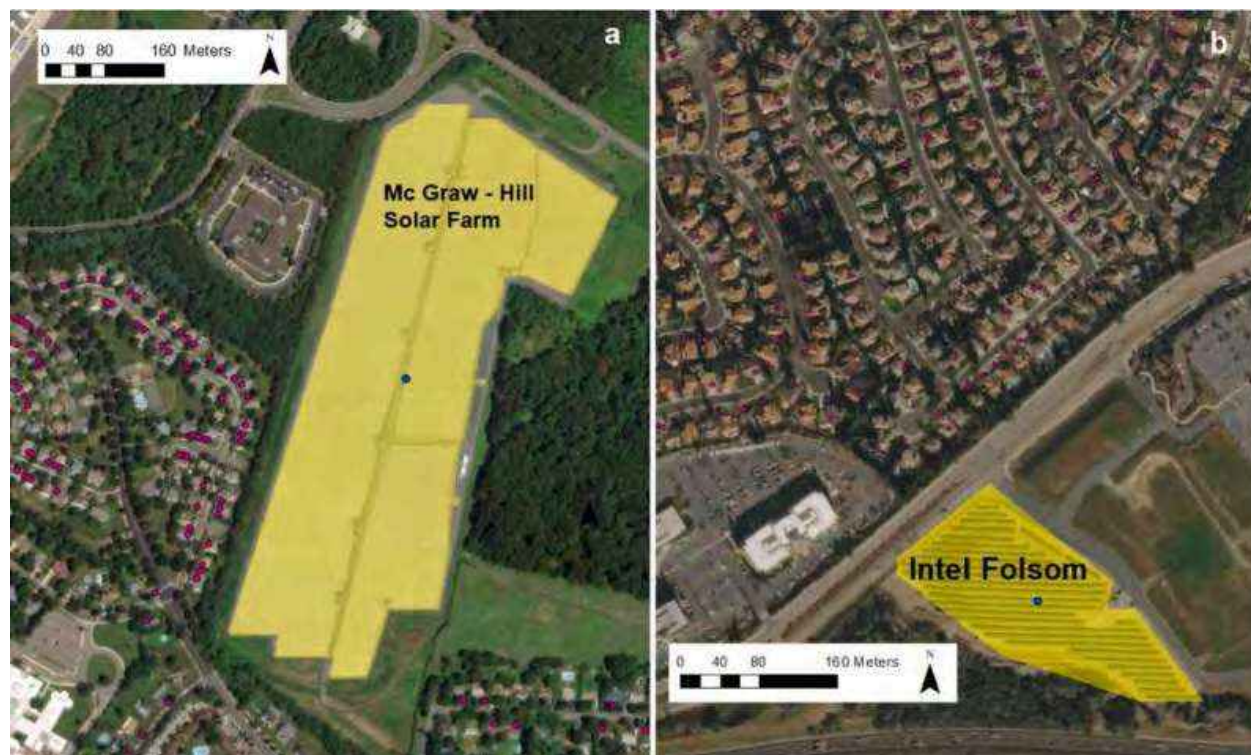 0 40 80 160 Meters
N
a
Mc Graw - Hill
Solar Farm
b
Intel Folsom
0 40 80 160 Meters
N